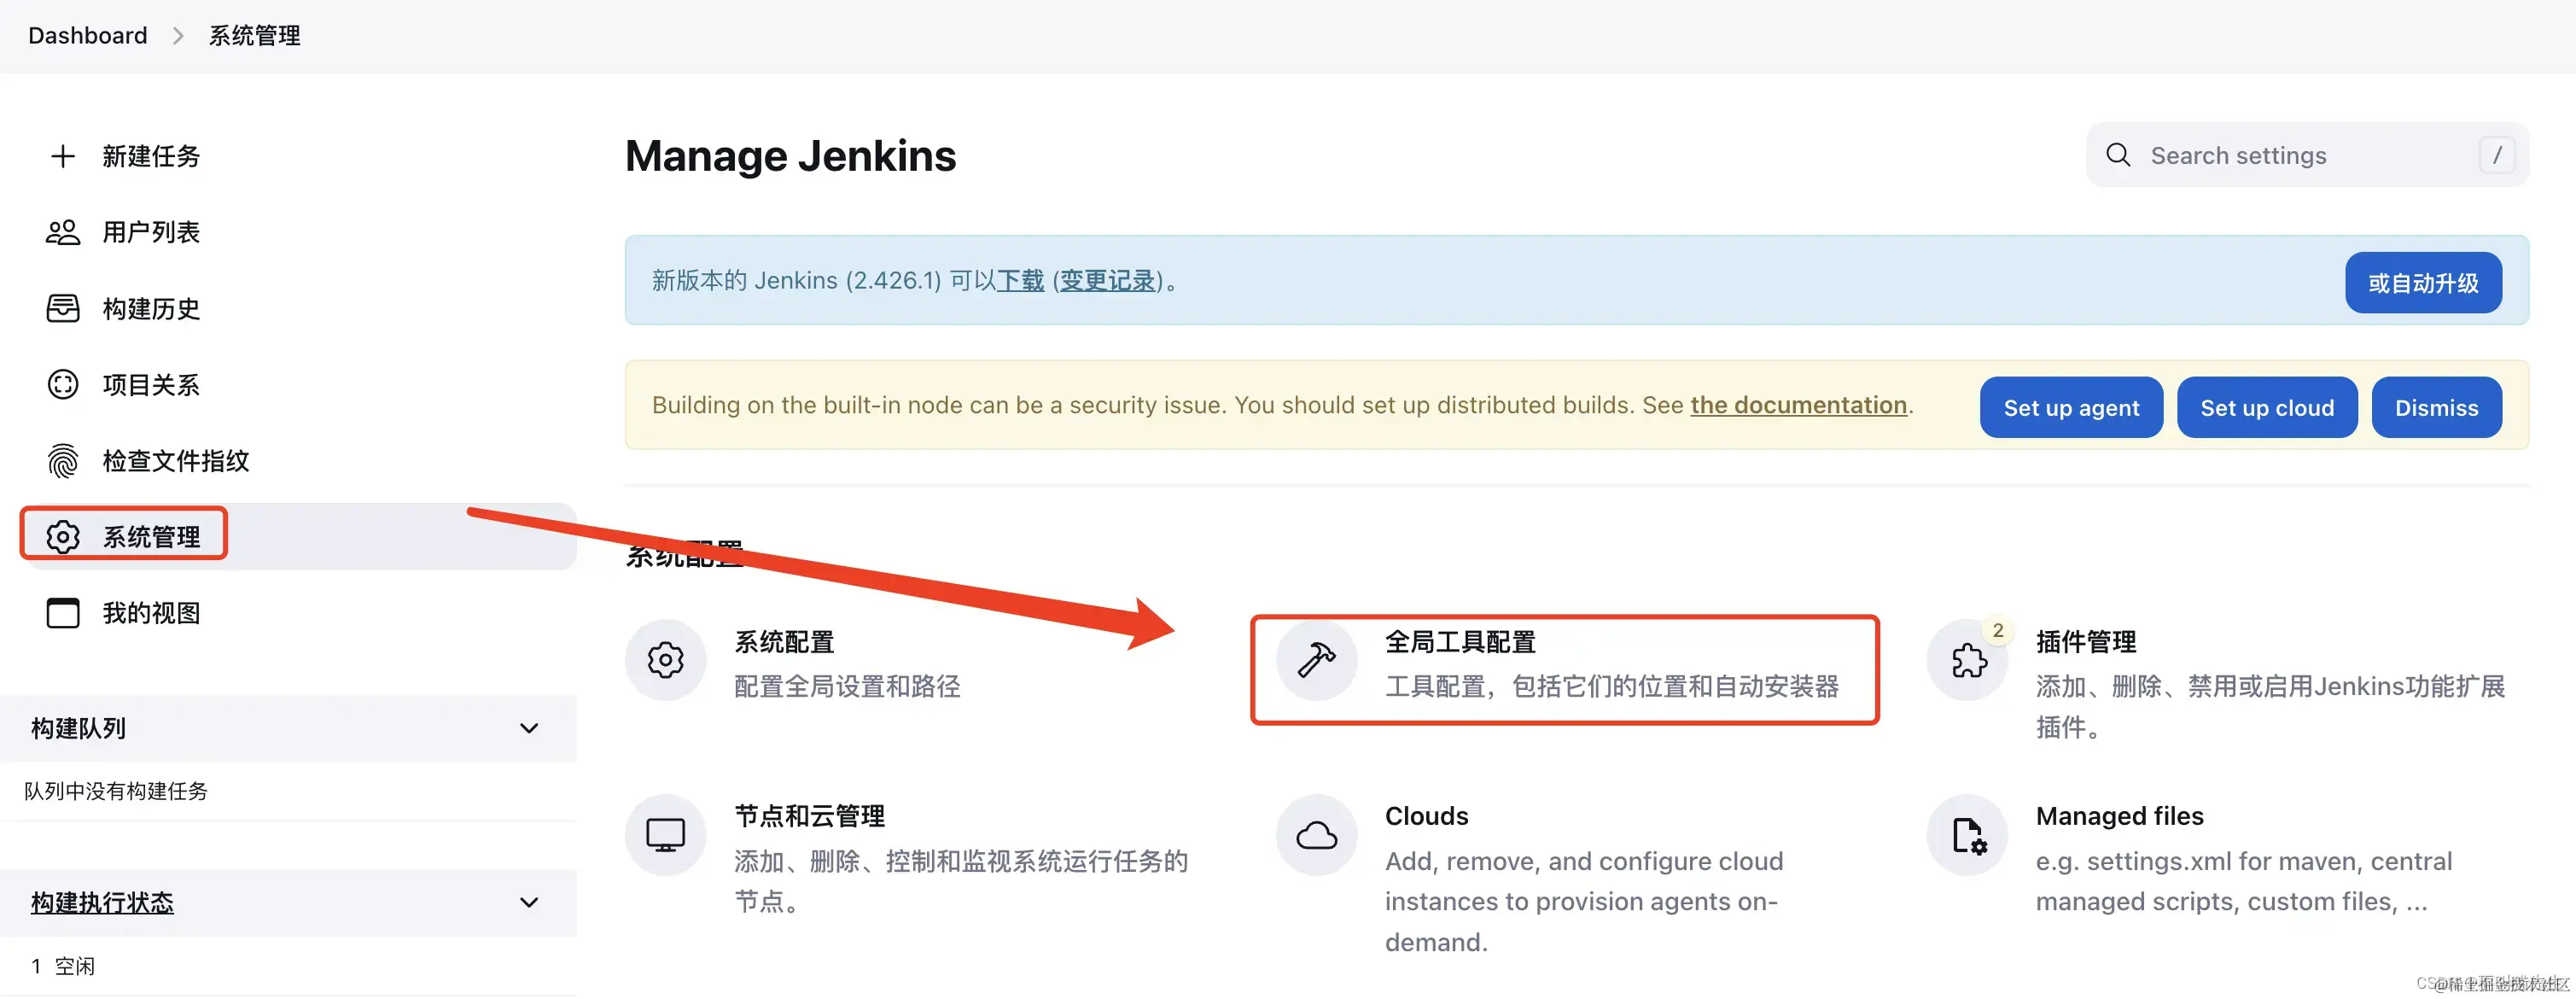 Dashboard > 系统管理
新建任务
用户列表
构建历史
项目关系
检查文件指纹
系统管理
我的视图
构建队列
队列中没有构建任务
构建执行状态
1 空闲
Manage Jenkins
Search settings /
新版本的 Jenkins (2.426.1) 可以下载 (变更记录)。
或自动升级
Building on the built-in node can be a security issue. You should set up distributed builds. See the documentation.
Set up agent
Set up cloud
Dismiss
系统配置
系统配置
配置全局设置和路径
全局工具配置
工具配置，包括它们的位置和自动安装器
2
插件管理
添加、删除、禁用或启用Jenkins功能扩展
插件。
节点和云管理
添加、删除、控制和监视系统运行任务的
节点。
Clouds
Add, remove, and configure cloud
instances to provision agents on-
demand.
Managed files
e.g. settings.xml for maven, central
managed scripts, custom files, ...
@稀土掘金技术社区